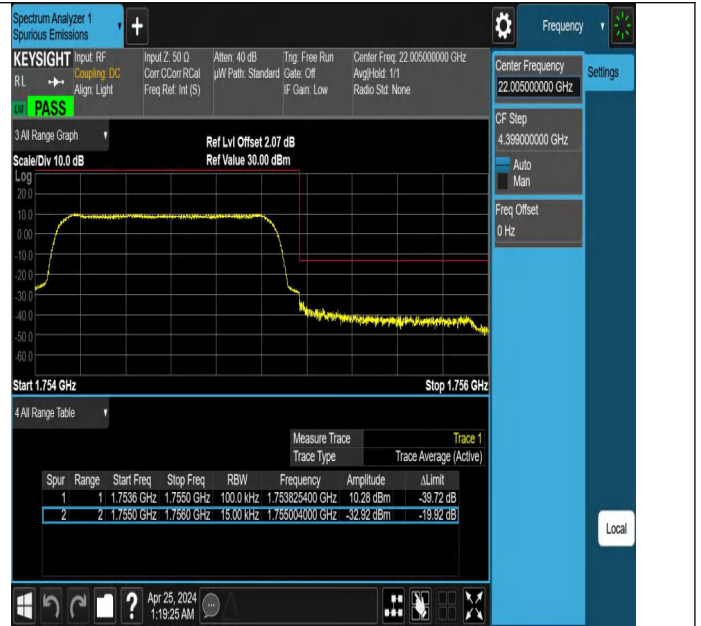 Spectrum Analyzer 1
Spurious Emissions
Frequency
KEYSIGHT
RL
LXI
PASS
Input: RF
Coupling: DC
Align: Light
Input Z: 50 Ω
Corr CCorr RCal
Freq Ref: Int (S)
Atten: 40 dB
µW Path: Standard
Trig: Free Run
Gate: Off
IF Gain: Low
Center Freq: 22.005000000 GHz
Avg|Hold: 1/1
Radio Std: None
Center Frequency
22.005000000 GHz
Settings
CF Step
4.399000000 GHz
Auto
Man
Freq Offset
0 Hz
3 All Range Graph
Scale/Div 10.0 dB
Ref Lvl Offset 2.07 dB
Ref Value 30.00 dBm
Log
20.0
10.0
0.00
-10.0
-20.0
-30.0
-40.0
-50.0
-60.0
Start 1.754 GHz
Stop 1.756 GHz
4 All Range Table
Measure Trace Trace 1
Trace Type Trace Average (Active)
Spur Range Start Freq Stop Freq RBW Frequency Amplitude ΔLimit
1 1 1.7536 GHz 1.7550 GHz 100.0 kHz 1.753825400 GHz 10.28 dBm -39.72 dB
2 2 1.7550 GHz 1.7560 GHz 15.00 kHz 1.755004000 GHz -32.92 dBm -19.92 dB
Local
Apr 25, 2024
1:19:25 AM